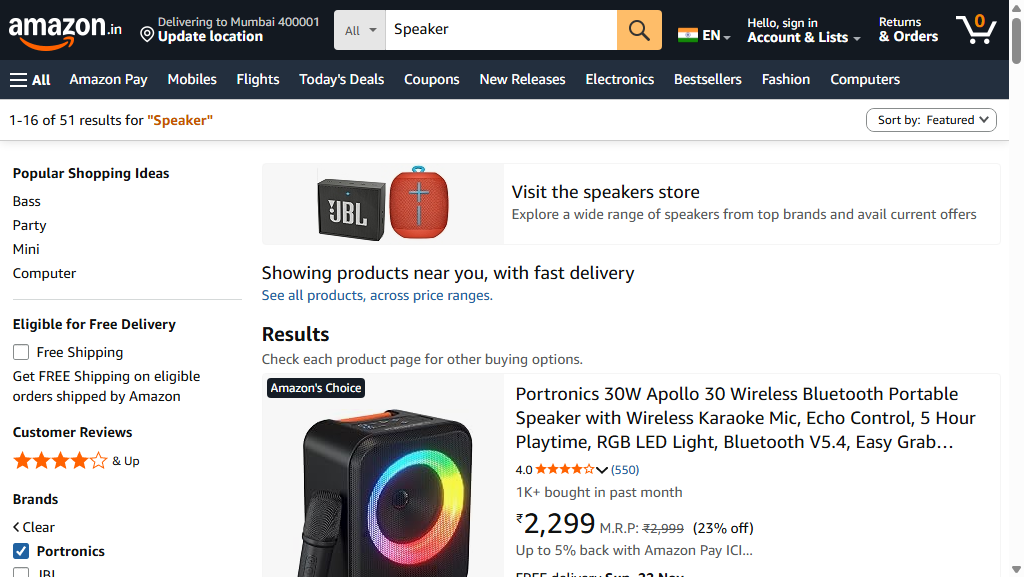 amazon.in
Delivering to Mumbai 400001
Update location
All
Speaker
EN
Hello, sign in
Account & Lists
Returns
& Orders
0
All
Amazon Pay
Mobiles
Flights
Today's Deals
Coupons
New Releases
Electronics
Bestsellers
Fashion
Computers
1-16 of 51 results for "Speaker"
Sort by: Featured
Popular Shopping Ideas
Bass
Party
Mini
Computer
Eligible for Free Delivery
Free Shipping
Get FREE Shipping on eligible
orders shipped by Amazon
Customer Reviews
& Up
Brands
Clear
Portronics
JBL
JBL
Visit the speakers store
Explore a wide range of speakers from top brands and avail current offers
Showing products near you, with fast delivery
See all products, across price ranges.
Results
Check each product page for other buying options.
Amazon's Choice
Portronics 30W Apollo 30 Wireless Bluetooth Portable
Speaker with Wireless Karaoke Mic, Echo Control, 5 Hour
Playtime, RGB LED Light, Bluetooth V5.4, Easy Grab…
4.0 (550)
1K+ bought in past month
₹2,299 M.R.P: ₹2,999 (23% off)
Up to 5% back with Amazon Pay ICI…
FREE delivery Sun, 23 Nov